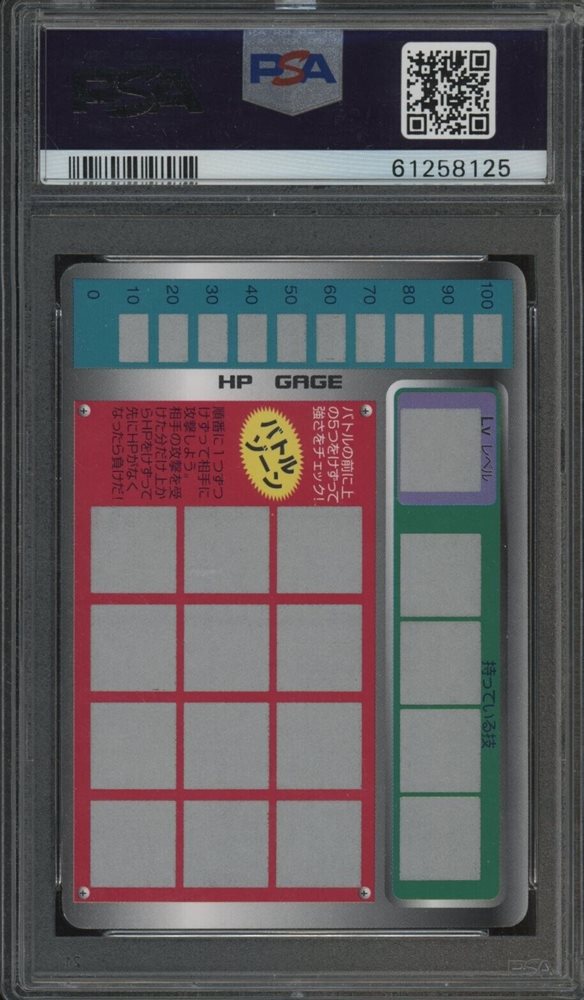 PSA
PSA
61258125
0 10 20 30 40 50 60 70 80 90 100
HP GAGE
Lv レベル
バトルの前に上
の5つをけずって
強さをチェック!
バトル
ゾーン
順番に1つずつ
けずって相手に
攻撃しよう。
相手の攻撃を受
けた分だけ上か
らHPをけずって
先にHPがなく
なったら負けだ!
持っている技
PSA